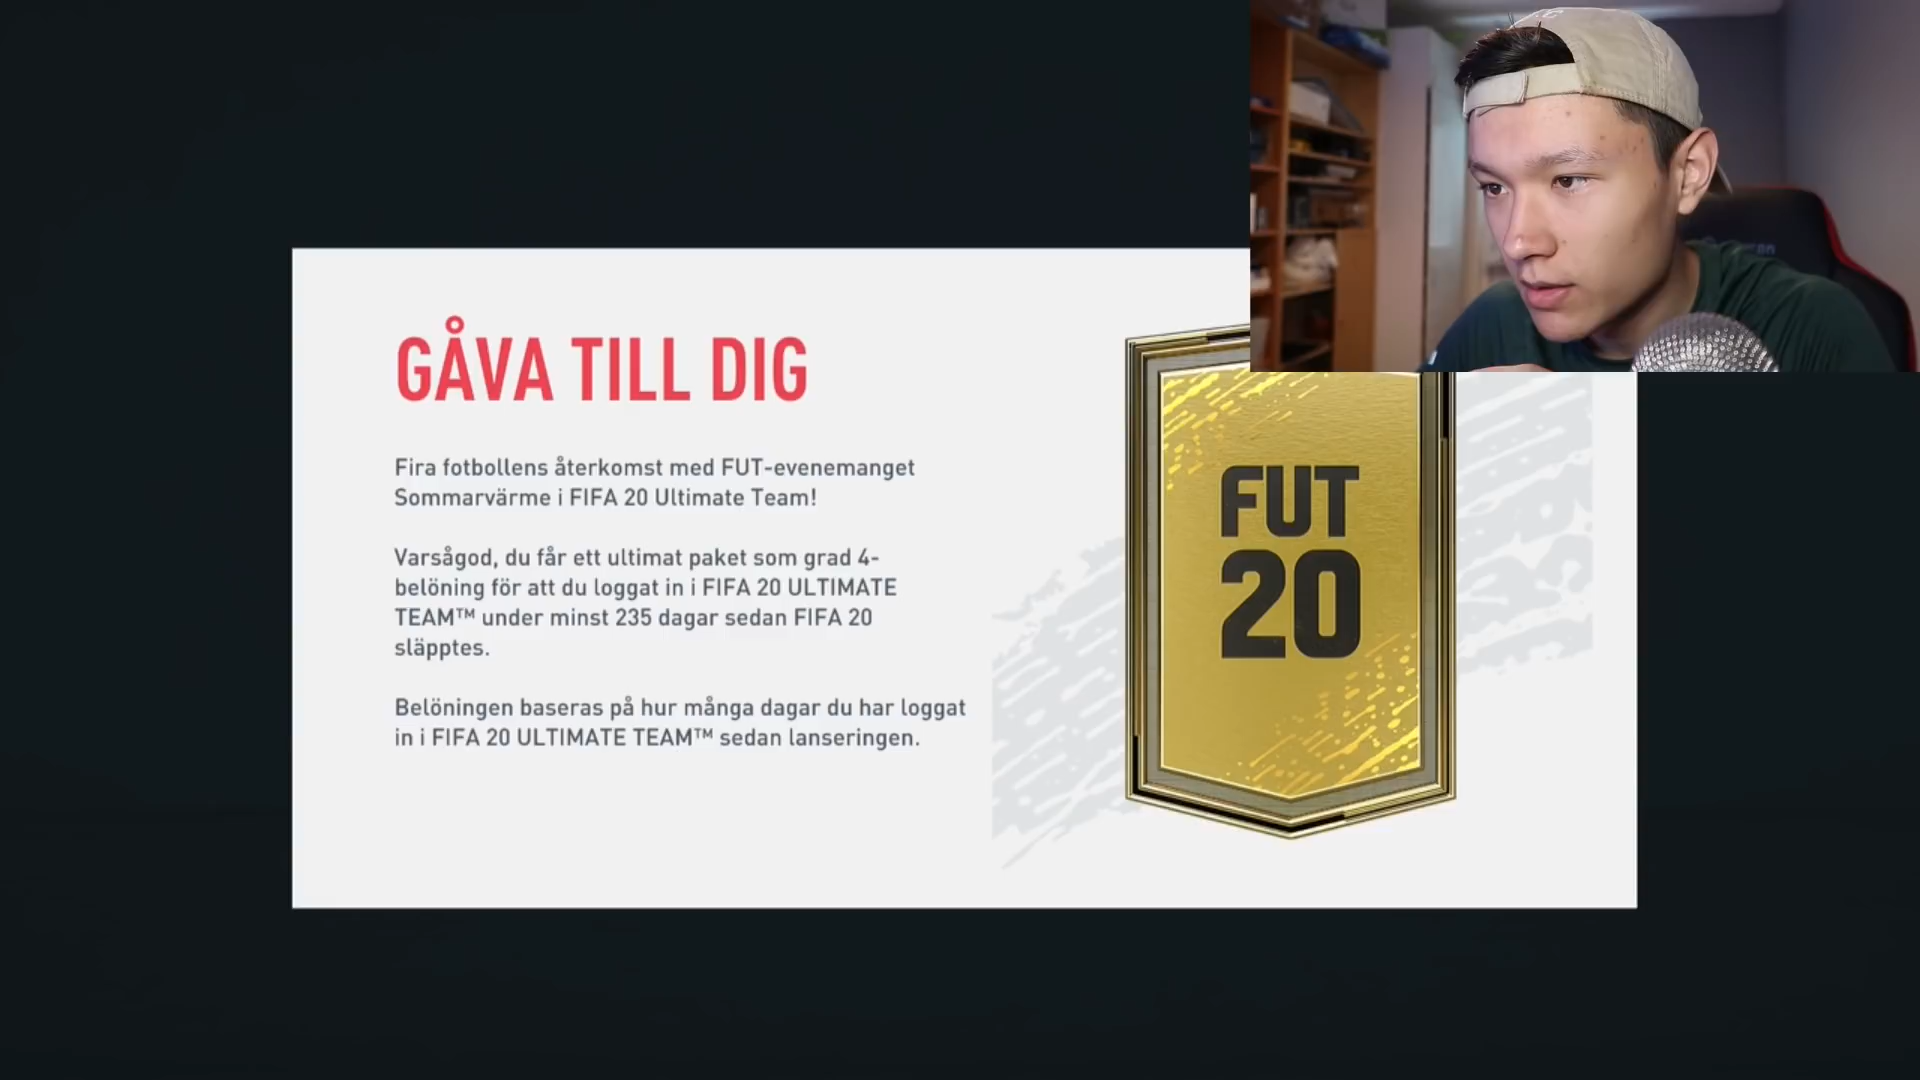 GÅVA TILL DIG
Fira fotbollens återkomst med FUT-evenemanget
Sommarvärme i FIFA 20 Ultimate Team!
Varsågod, du får ett ultimat paket som grad 4-
belöning för att du loggat in i FIFA 20 ULTIMATE
TEAM™ under minst 235 dagar sedan FIFA 20
släpptes.
Belöningen baseras på hur många dagar du har loggat
in i FIFA 20 ULTIMATE TEAM™ sedan lanseringen.
FUT
20